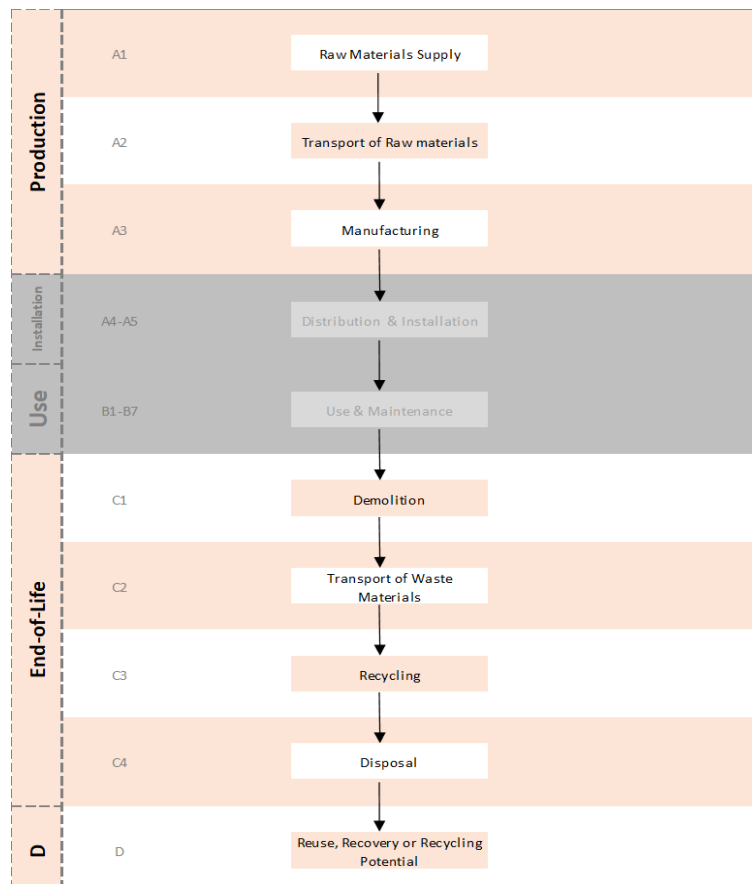 Production
A1
Raw Materials Supply
A2
Transport of Raw materials
A3
Manufacturing
Installation
A4-A5
Distribution & Installation
Use
B1-B7
Use & Maintenance
End-of-Life
C1
Demolition
C2
Transport of Waste
Materials
C3
Recycling
C4
Disposal
D
D
Reuse, Recovery or Recycling
Potential